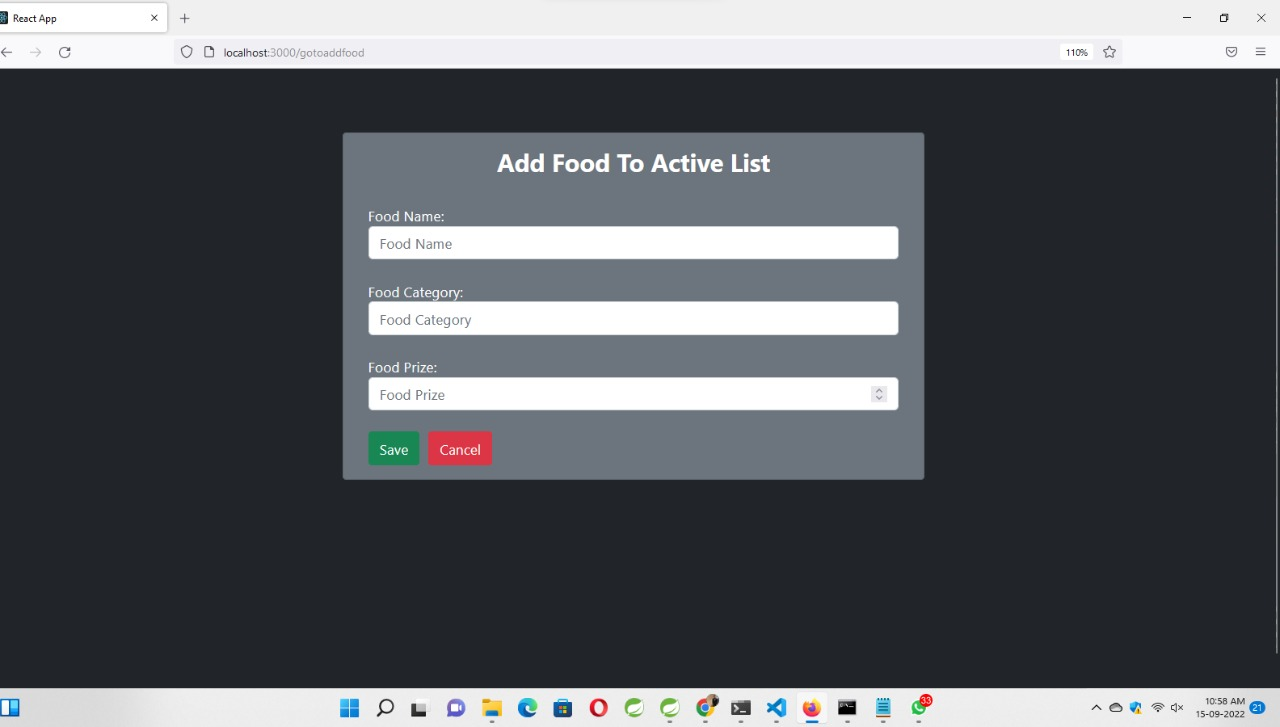 React App
localhost:3000/gotoaddfood
110%
Add Food To Active List
Food Name:
Food Name
Food Category:
Food Category
Food Prize:
Food Prize
Save Cancel
33
10:58 AM
15-09-2022
21